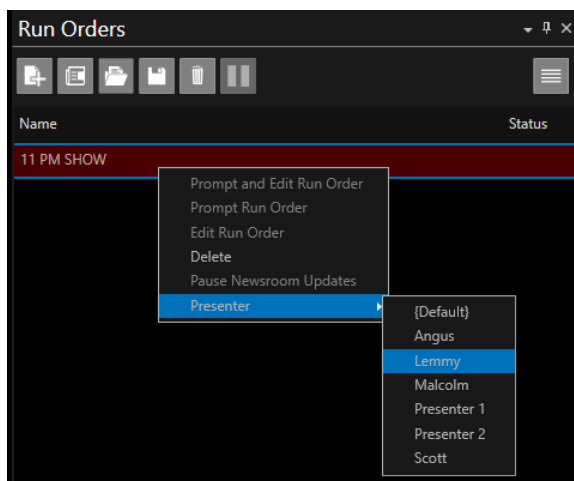 Run Orders
Name Status
11 PM SHOW
Prompt and Edit Run Order
Prompt Run Order
Edit Run Order
Delete
Pause Newsroom Updates
Presenter
{Default}
Angus
Lemmy
Malcolm
Presenter 1
Presenter 2
Scott